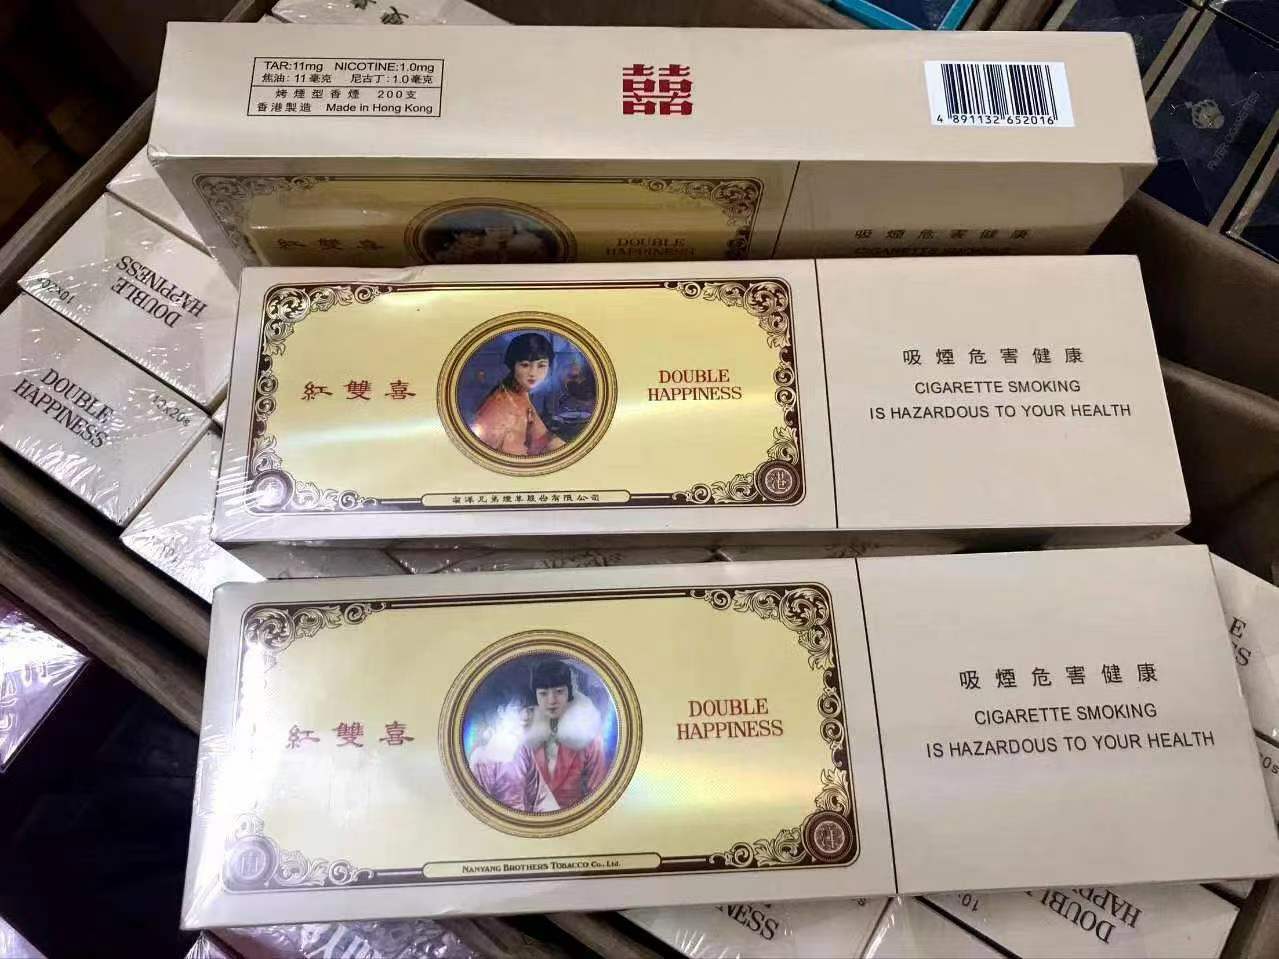 TAR:11mg NICOTINE:1.0mg
焦油: 11 毫克 尼古丁: 1.0 毫克
烤煙型香煙 200支
香港製造 Made in Hong Kong
囍
4 891132 652016
紅雙喜
DOUBLE
HAPPINESS
吸煙危害健康
CIGARETTE SMOKING
紅雙喜
DOUBLE
HAPPINESS
南洋兄弟煙草股份有限公司
港
吸煙危害健康
CIGARETTE SMOKING
IS HAZARDOUS TO YOUR HEALTH
紅雙喜
DOUBLE
HAPPINESS
NANYANG BROTHERS TOBACCO Co., Ltd.
吸煙危害健康
CIGARETTE SMOKING
IS HAZARDOUS TO YOUR HEALTH
DOUBLE
HAPPINESS
DOUBLE
HAPPINESS